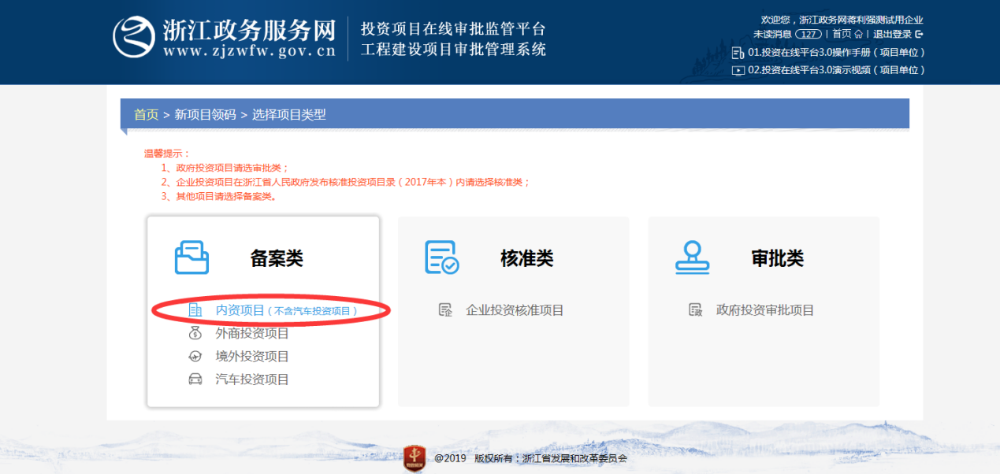 浙江政务服务网
www.zjzwfw.gov.cn
投资项目在线审批监管平台
工程建设项目审批管理系统
欢迎您，浙江政务网蒋利强测试用企业
未读消息 127 | 首页 | 退出登录
01.投资在线平台3.0操作手册（项目单位）
02.投资在线平台3.0演示视频（项目单位）
首页 > 新项目领码 > 选择项目类型
温馨提示：
1、政府投资项目请选审批类；
2、企业投资项目在浙江省人民政府发布核准投资项目录（2017年本）内请选择核准类；
3、其他项目请选择备案类。
备案类
内资项目（不含汽车投资项目）
外商投资项目
境外投资项目
汽车投资项目
核准类
企业投资核准项目
审批类
政府投资审批项目
@2019 版权所有：浙江省发展和改革委员会